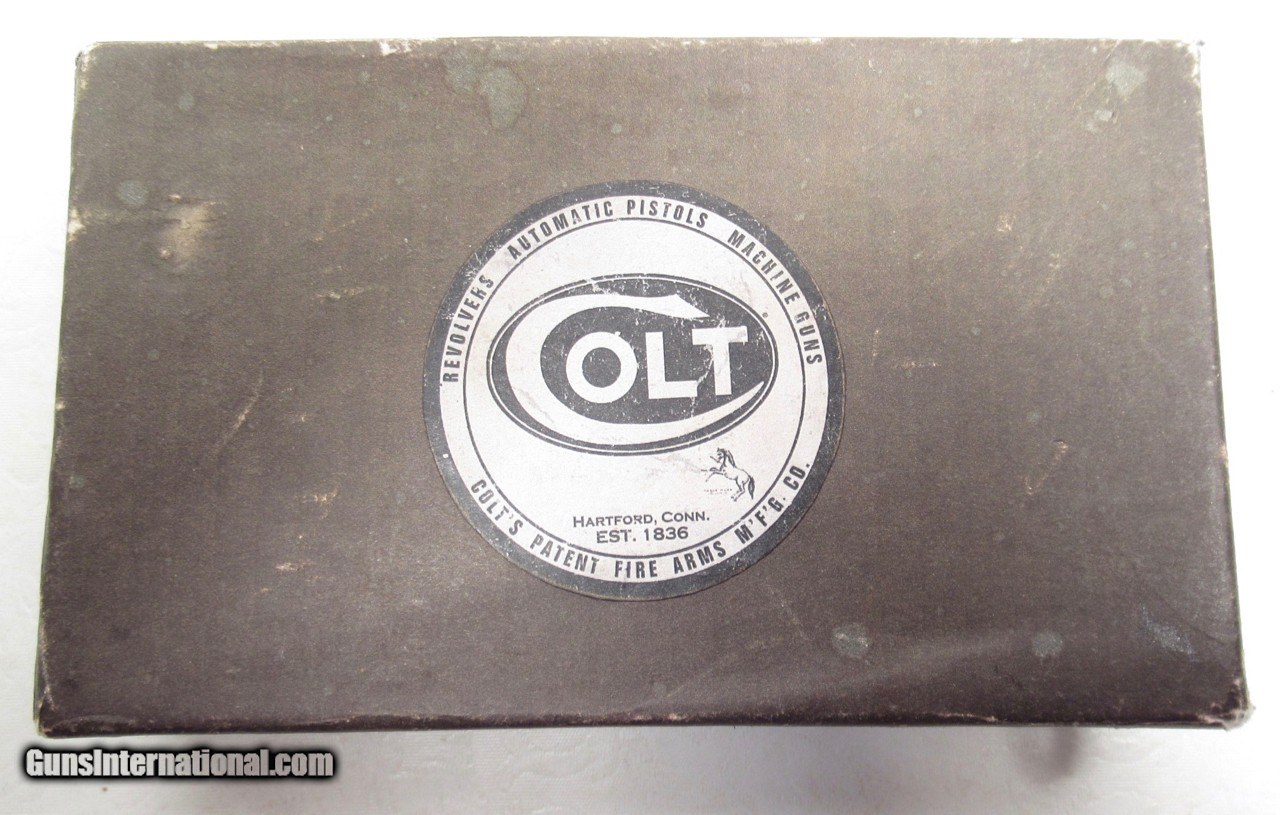 REVOLVERS AUTOMATIC PISTOLS MACHINE GUNS
COLT
HARTFORD, CONN.
EST. 1836
COLT'S PATENT FIRE ARMS M'F'G. CO.
GunsInternational.com